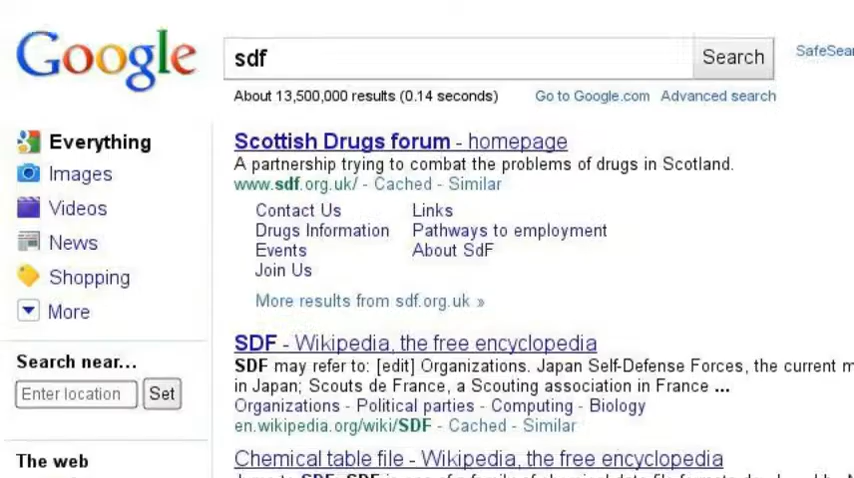 Google
sdf
Search
About 13,500,000 results (0.14 seconds)
Go to Google.com
Advanced search
Everything
Images
Videos
News
Shopping
More
Search near...
Enter location
Set
The web
Scottish Drugs forum - homepage
A partnership trying to combat the problems of drugs in Scotland.
www.sdf.org.uk/ - Cached - Similar
Contact Us
Links
Drugs Information
Pathways to employment
Events
About SdF
Join Us
More results from sdf.org.uk »
SDF - Wikipedia, the free encyclopedia
SDF may refer to: [edit] Organizations. Japan Self-Defense Forces, the current
in Japan; Scouts de France, a Scouting association in France ...
Organizations - Political parties - Computing - Biology
en.wikipedia.org/wiki/SDF - Cached - Similar
Chemical table file - Wikipedia, the free encyclopedia